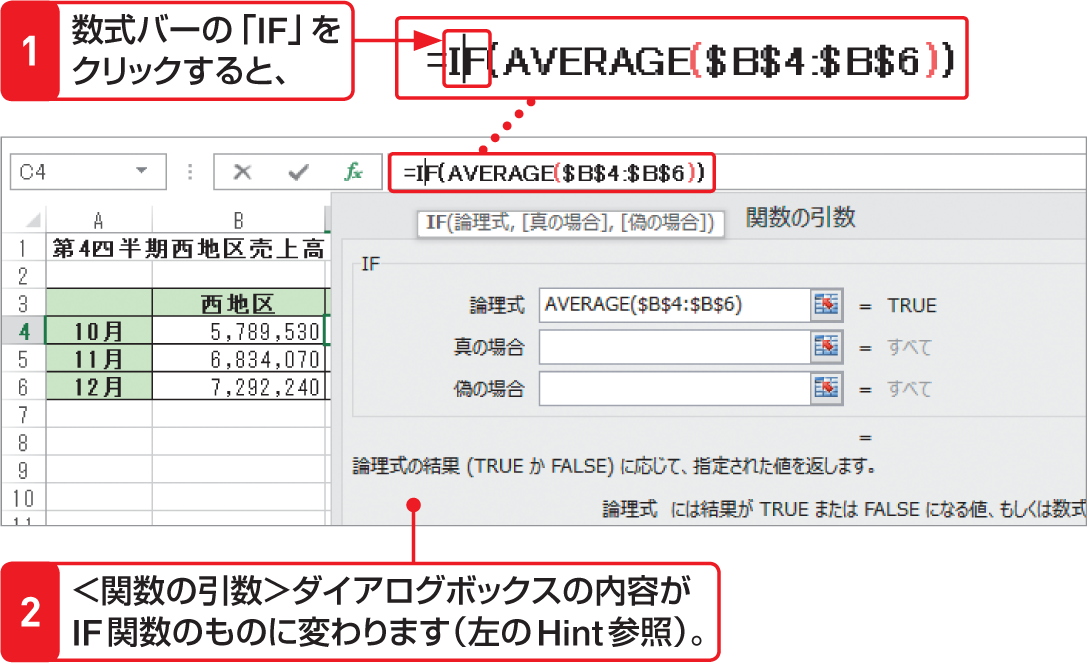 1
数式バーの「IF」を
クリックすると、
=IF(AVERAGE($B$4:$B$6))
C4
fx
=IF(AVERAGE($B$4:$B$6))
IF(論理式, [真の場合], [偽の場合])
関数の引数
A B
1 第4四半期西地区売上高
2
3 西地区
4 10月 5,789,530
5 11月 6,834,070
6 12月 7,292,240
7
8
9
10
11
IF
論理式 AVERAGE($B$4:$B$6) = TRUE
真の場合 = すべて
偽の場合 = すべて
=
論理式の結果 (TRUE か FALSE) に応じて、指定された値を返します。
論理式 には結果が TRUE または FALSE になる値、もしくは数式
2
<関数の引数>ダイアログボックスの内容が
IF関数のものに変わります（左のHint参照）。